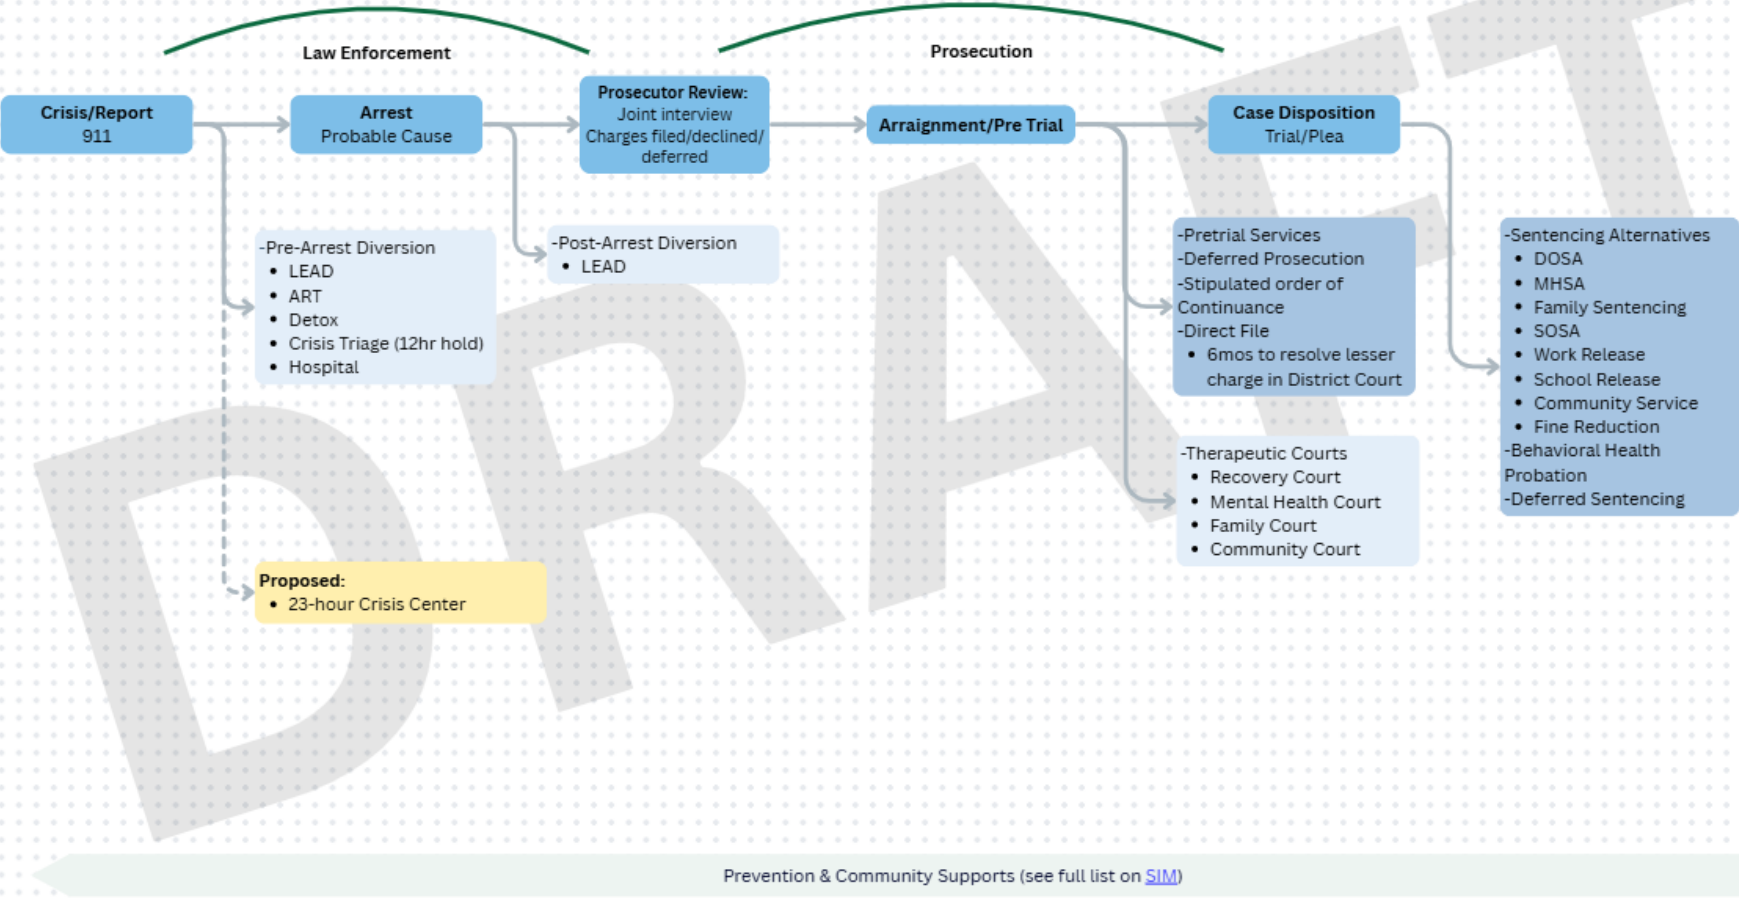 Law Enforcement
Prosecution
Crisis/Report
911
Arrest
Probable Cause
Prosecutor Review:
Joint interview
Charges filed/declined/
deferred
Arraignment/Pre Trial
Case Disposition
Trial/Plea
-Pre-Arrest Diversion
• LEAD
• ART
• Detox
• Crisis Triage (12hr hold)
• Hospital
-Post-Arrest Diversion
• LEAD
-Pretrial Services
-Deferred Prosecution
-Stipulated order of
Continuance
-Direct File
• 6mos to resolve lesser
charge in District Court
-Therapeutic Courts
• Recovery Court
• Mental Health Court
• Family Court
• Community Court
-Sentencing Alternatives
• DOSA
• MHSA
• Family Sentencing
• SOSA
• Work Release
• School Release
• Community Service
• Fine Reduction
-Behavioral Health
Probation
-Deferred Sentencing
Proposed:
• 23-hour Crisis Center
DRAFT
Prevention & Community Supports (see full list on SIM)